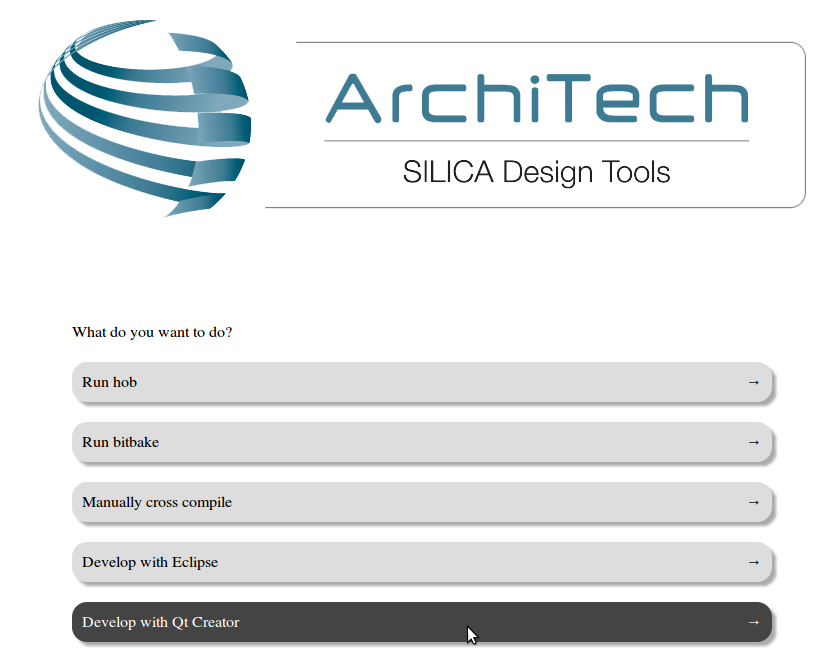 ArchiTech
SILICA Design Tools
What do you want to do?
Run hob →
Run bitbake →
Manually cross compile →
Develop with Eclipse →
Develop with Qt Creator →